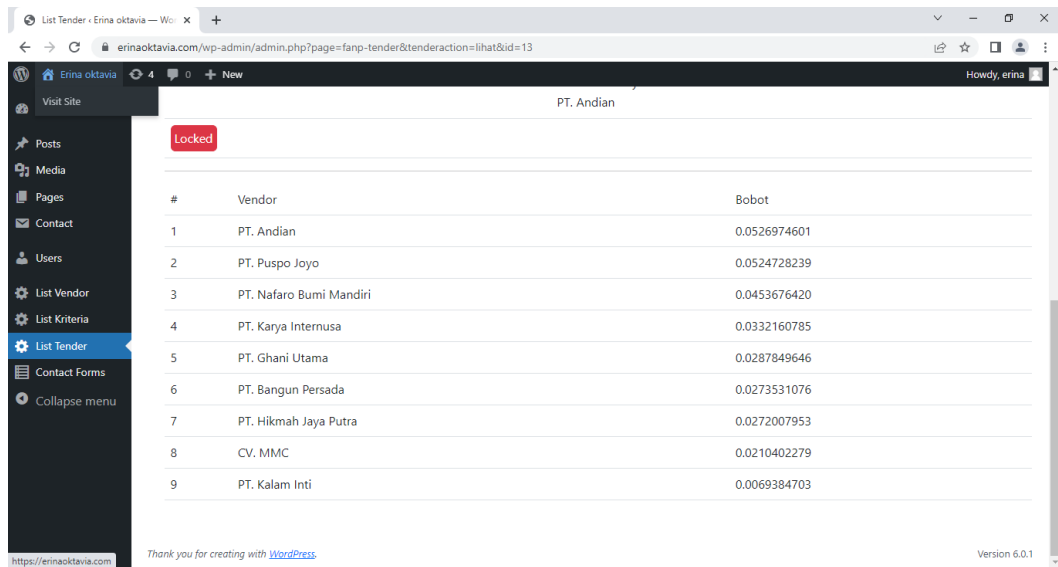 List Tender ‹ Erina oktavia — Wo
erinaoktavia.com/wp-admin/admin.php?page=fanp-tender&tenderaction=lihat&id=13
Erina oktavia 4 0 + New Howdy, erina
Visit Site
Posts
Media
Pages
Contact
Users
List Vendor
List Kriteria
List Tender
Contact Forms
Collapse menu
PT. Andian
Locked
# Vendor Bobot
1 PT. Andian 0.0526974601
2 PT. Puspo Joyo 0.0524728239
3 PT. Nafaro Bumi Mandiri 0.0453676420
4 PT. Karya Internusa 0.0332160785
5 PT. Ghani Utama 0.0287849646
6 PT. Bangun Persada 0.0273531076
7 PT. Hikmah Jaya Putra 0.0272007953
8 CV. MMC 0.0210402279
9 PT. Kalam Inti 0.0069384703
Thank you for creating with WordPress. Version 6.0.1
https://erinaoktavia.com